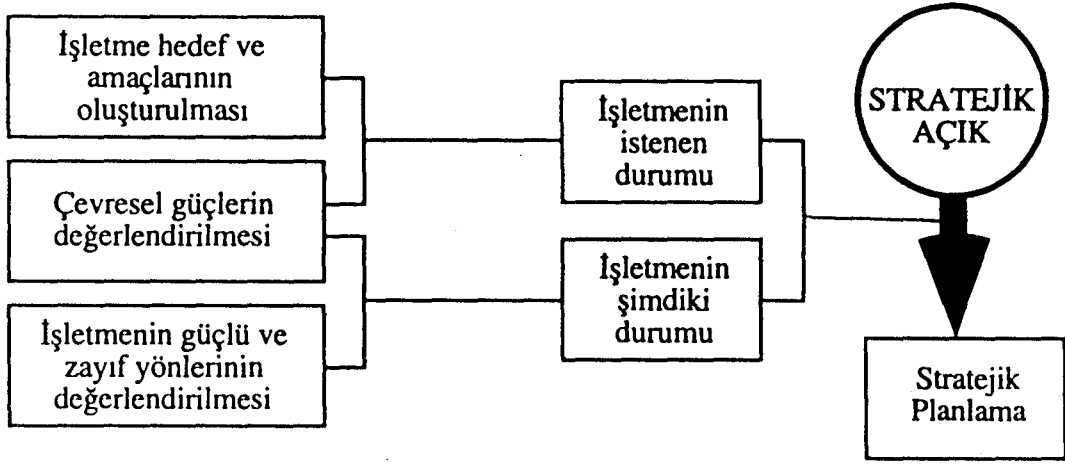 İşletme hedef ve
amaçlarının
oluşturulması
Çevresel güçlerin
değerlendirilmesi
İşletmenin güçlü ve
zayıf yönlerinin
değerlendirilmesi
İşletmenin
istenen
durumu
İşletmenin
şimdiki
durumu
STRATEJİK
AÇIK
Stratejik
Planlama